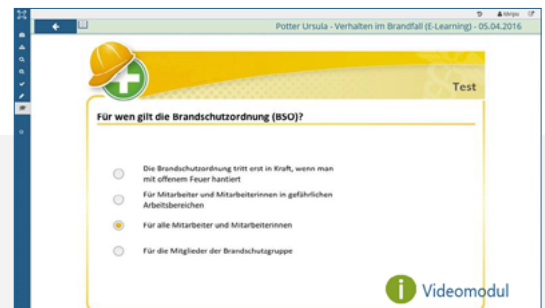 Potter Ursula - Verhalten im Brandfall (E-Learning) - 05.04.2016
Test
Für wen gilt die Brandschutzordnung (BSO)?
Die Brandschutzordnung tritt erst in Kraft, wenn man
mit offenem Feuer hantiert
Für Mitarbeiter und Mitarbeiterinnen in gefährlichen
Arbeitsbereichen
Für alle Mitarbeiter und Mitarbeiterinnen
Für die Mitglieder der Brandschutzgruppe
i Videomodul